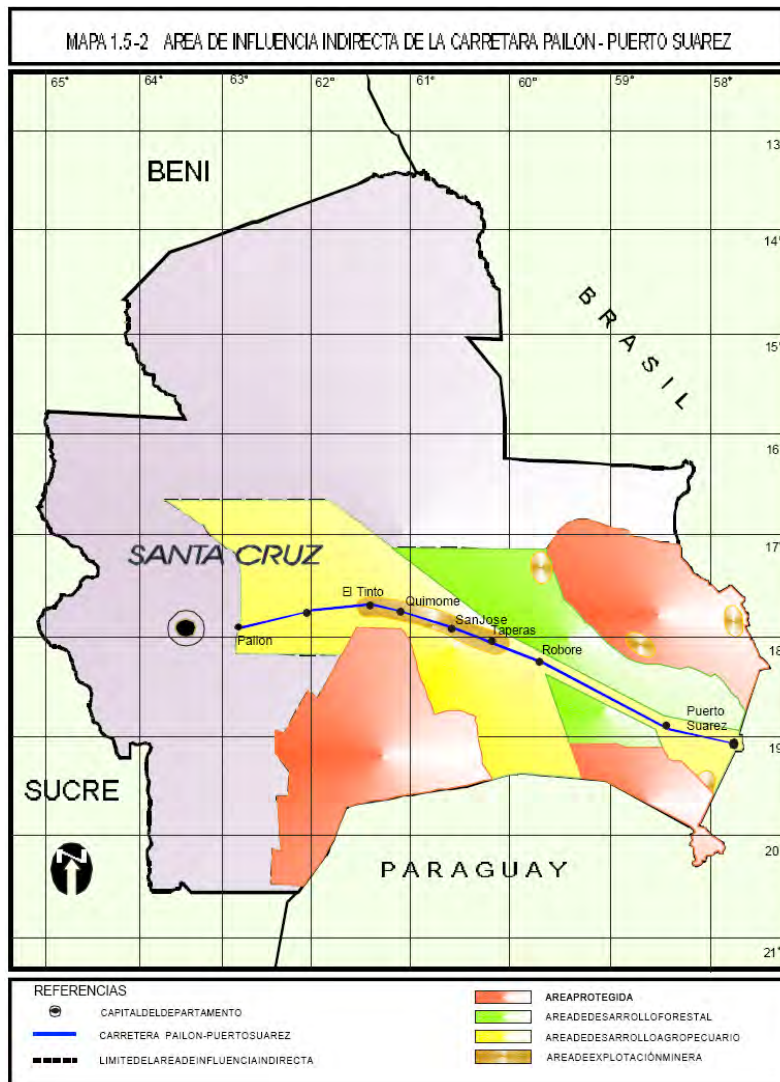 MAPA 1.5-2 AREA DE INFLUENCIA INDIRECTA DE LA CARRETARA PAILON - PUERTO SUAREZ
65° 64° 63° 62° 61° 60° 59° 58°
13°
BENI
14°
BRASIL
15°
16°
17°
SANTA CRUZ
El Tinto
Quimome
SanJose
Pailon
Taperas
18°
Robore
Puerto
Suarez
19°
SUCRE
20°
N
PARAGUAY
21°
REFERENCIAS
CAPITALDELDEPARTAMENTO
CARRETERA PAILON-PUERTOSUAREZ
LIMITEDELAREADEINFLUENCIAINDIRECTA
AREAPROTEGIDA
AREADEDESARROLLOFORESTAL
AREADEDESARROLLOAGROPECUARIO
AREADEEXPLOTACIÓNMINERA